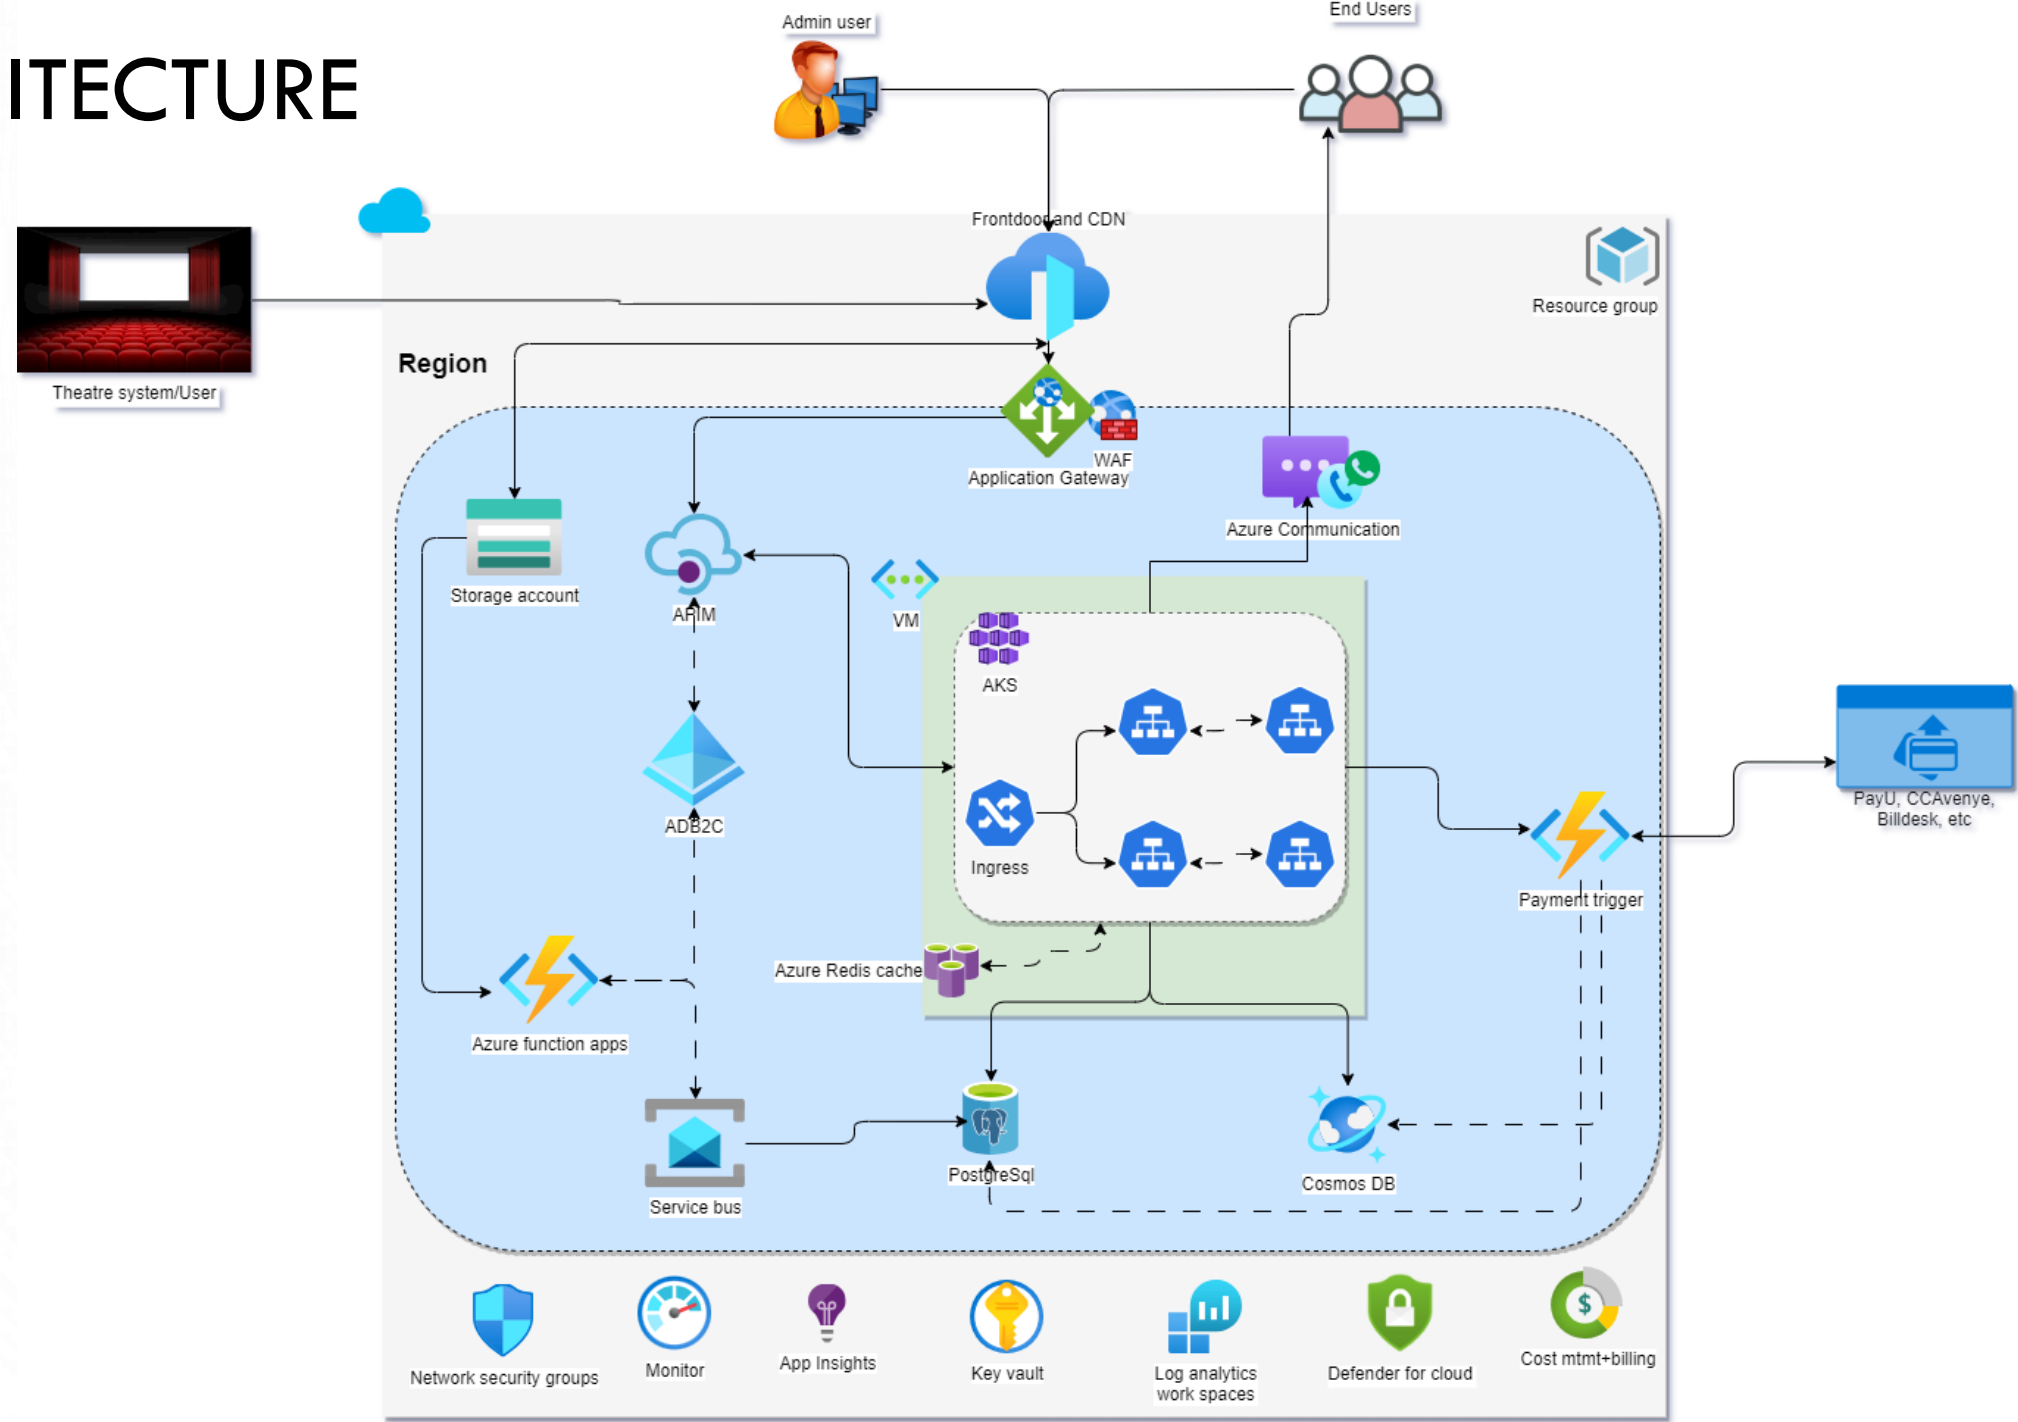 ITECTURE
Admin user
End Users
Frontdoor and CDN
Resource group
Region
Theatre system/User
WAF
Application Gateway
Azure Communication
Storage account
APIM
VM
AKS
ADB2C
Ingress
PayU, CCAvenye,
Billdesk, etc
Payment trigger
Azure Redis cache
Azure function apps
PostgreSql
Cosmos DB
Service bus
Network security groups
Monitor
App Insights
Key vault
Log analytics
work spaces
Defender for cloud
$
Cost mtmt+billing